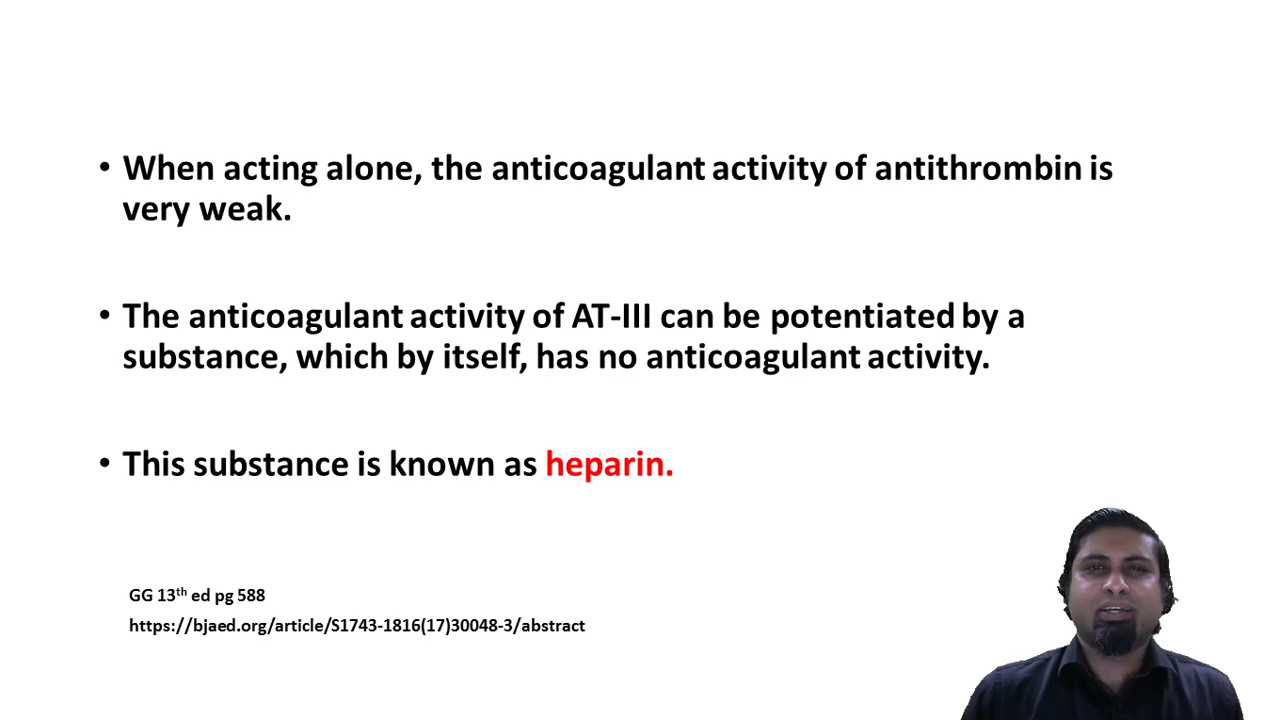 • When acting alone, the anticoagulant activity of antithrombin is
very weak.
• The anticoagulant activity of AT-III can be potentiated by a
substance, which by itself, has no anticoagulant activity.
• This substance is known as heparin.
GG 13th ed pg 588
https://bjaed.org/article/S1743-1816(17)30048-3/abstract